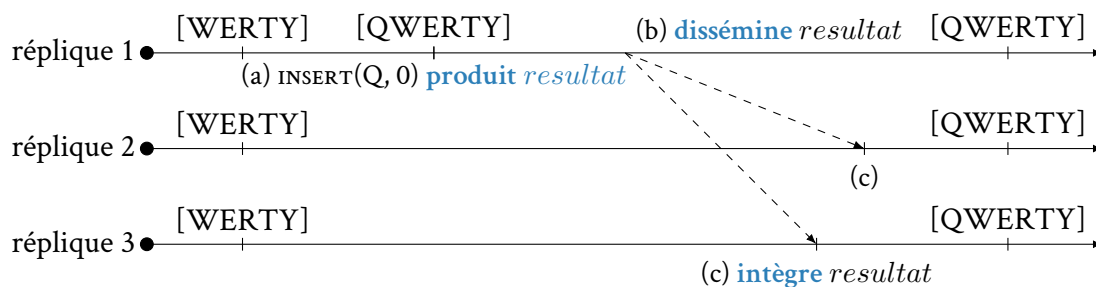 [WERTY] [QWERTY] (b) dissémine resultat [QWERTY]
réplique 1
(a) INSERT(Q, 0) produit resultat
[WERTY] [QWERTY]
réplique 2
(c)
[WERTY] [QWERTY]
réplique 3
(c) intègre resultat